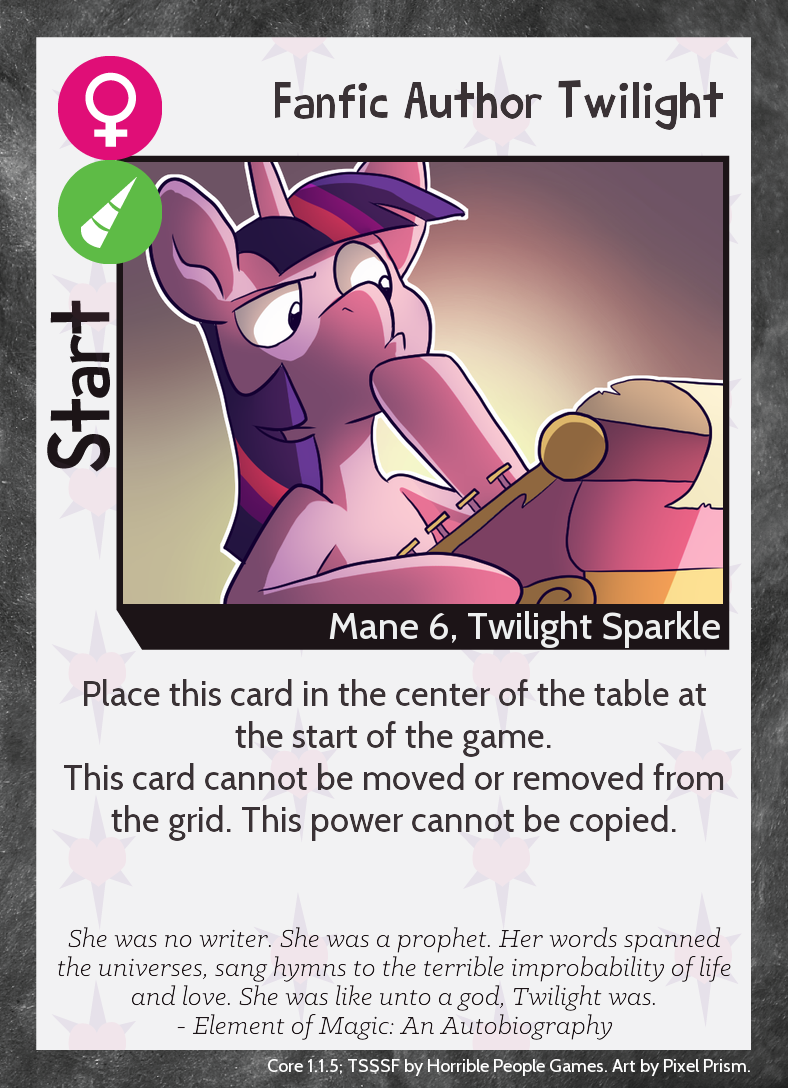 Fanfic Author Twilight
Start
Mane 6, Twilight Sparkle
Place this card in the center of the table at
the start of the game.
This card cannot be moved or removed from
the grid. This power cannot be copied.
She was no writer. She was a prophet. Her words spanned
the universes, sang hymns to the terrible improbability of life
and love. She was like unto a god, Twilight was.
- Element of Magic: An Autobiography
Core 1.1.5; TSSSF by Horrible People Games. Art by Pixel Prism.